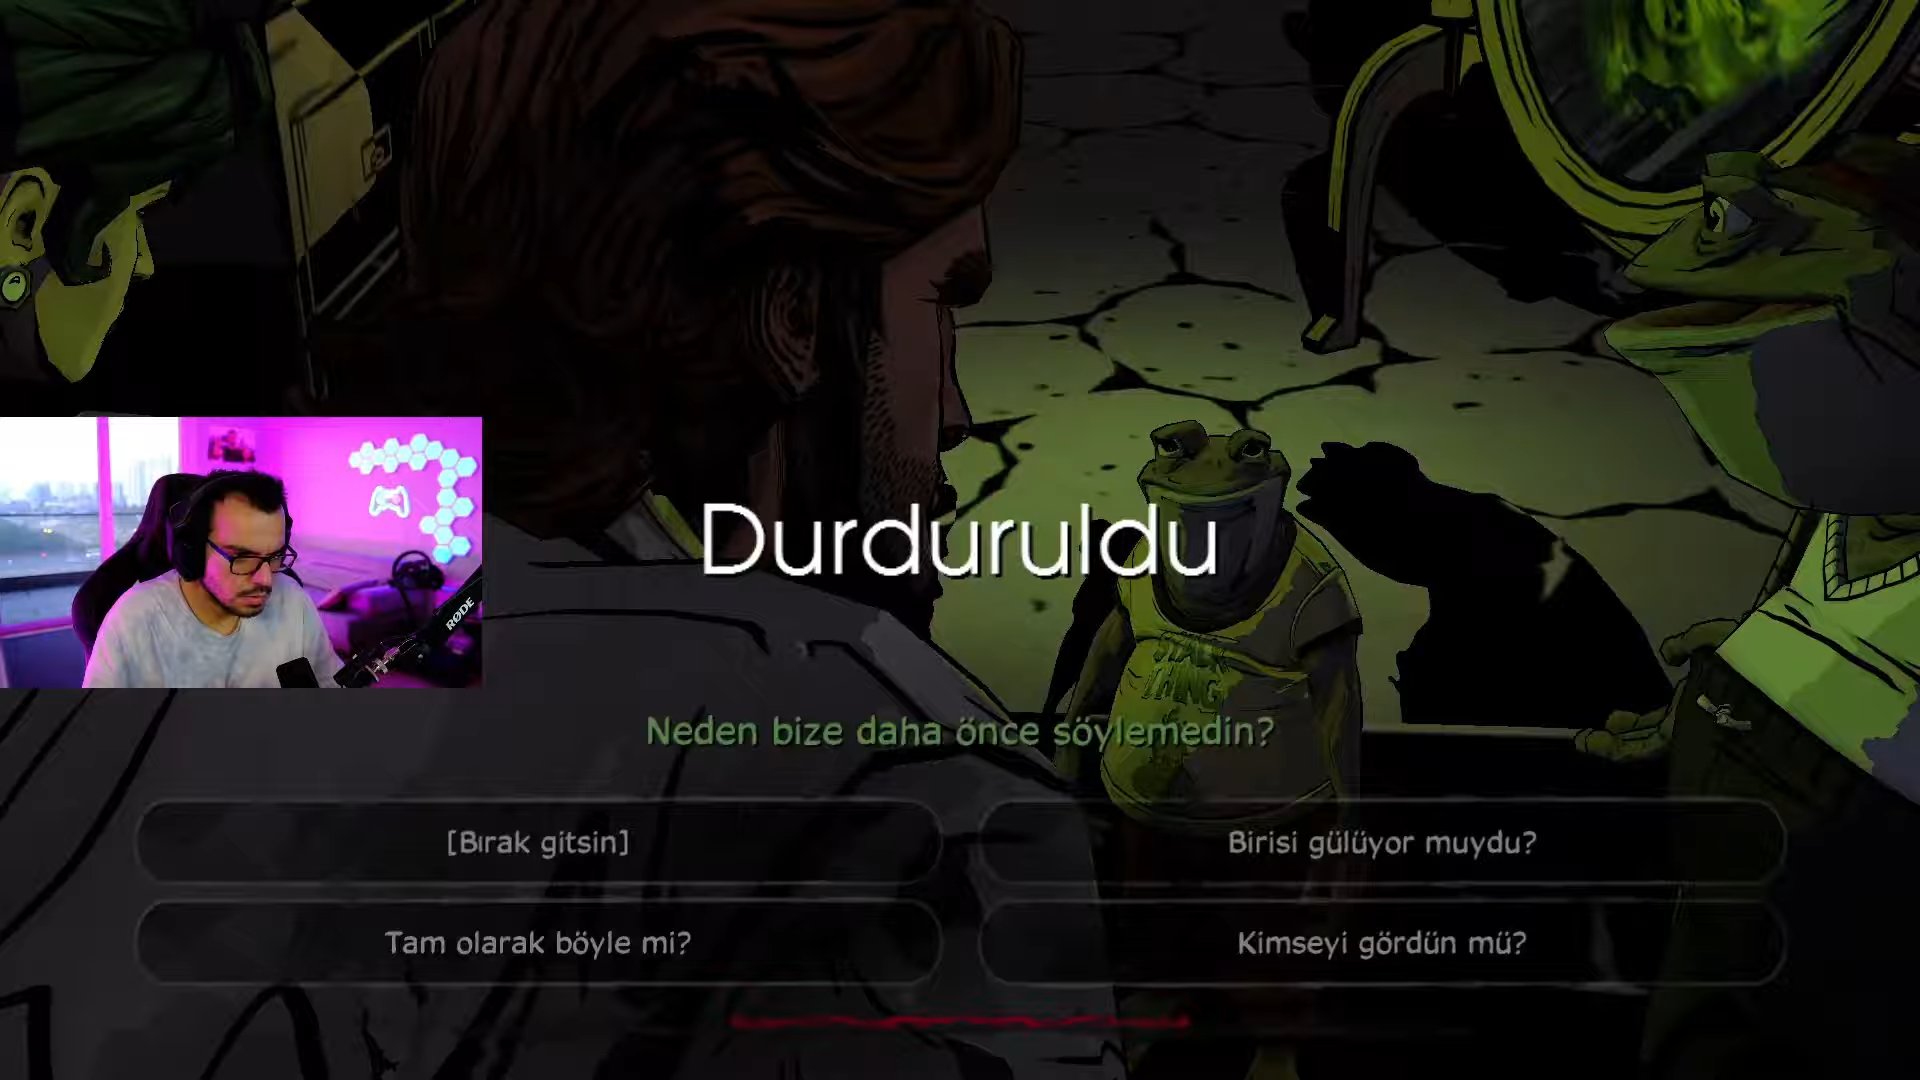 RØDE
Durduruldu
Neden bize daha önce söylemedin?
[Bırak gitsin]
Birisi gülüyor muydu?
Tam olarak böyle mi?
Kimseyi gördün mü?